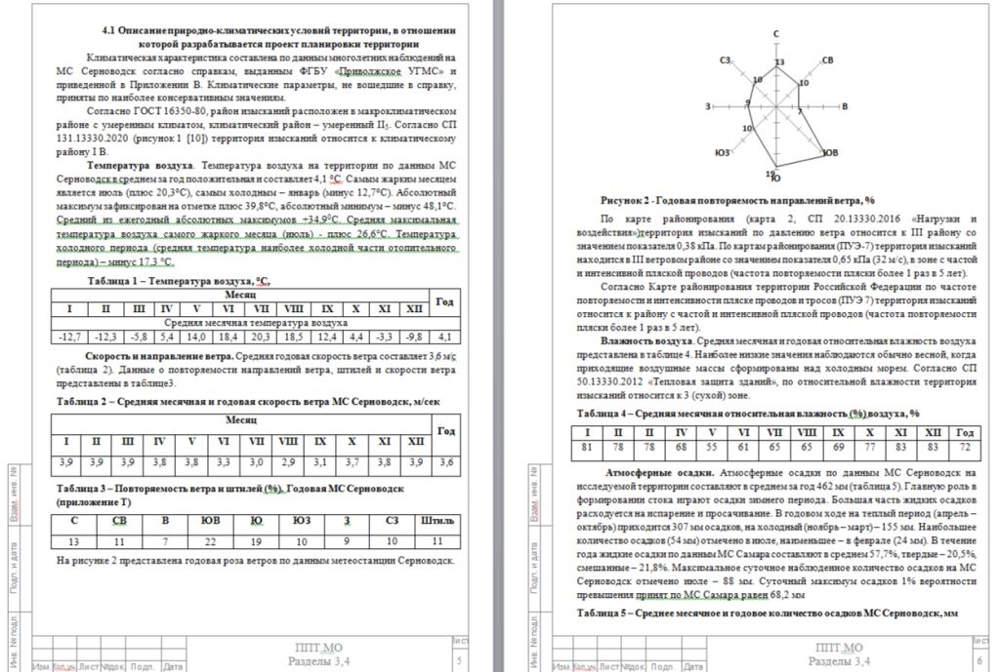 4.1 Описание природно-климатических условий территории, в отношении
которой разрабатывается проект планировки территории
Климатическая характеристика составлена по данным многолетних наблюдений на
МС Серноводск согласно справкам, выданным ФГБУ «Приволжское УГМС» и
приведенной в Приложении В. Климатические параметры, не вошедшие в справку,
приняты по наиболее консервативным значениям.
Согласно ГОСТ 16350-80, район изысканий расположен в макроклиматическом
районе с умеренным климатом, климатический район – умеренный II5. Согласно СП
131.13330.2020 (рисунок 1 [10]) территория изысканий относится к климатическому
району I В.
Температура воздуха. Температура воздуха на территории по данным МС
Серноводск в среднем за год положительная и составляет 4,1 °С. Самым жарким месяцем
является июль (плюс 20,3°С), самым холодным – январь (минус 12,7°С). Абсолютный
максимум зафиксирован на отметке плюс 39,8°С, абсолютный минимум – минус 48,1°С.
Средний из ежегодный абсолютных максимумов +34.9°С. Средняя максимальная
температура воздуха самого жаркого месяца (июль) - плюс 26,6°С. Температура
холодного периода (средняя температура наиболее холодной части отопительного
периода) – минус 17.3 °С.
Таблица 1 – Температура воздуха, °С,
Месяц Год
I II III IV V VI VII VIII IX X XI XII
Средняя месячная температура воздуха
-12,7 -12,3 -5,8 5,4 14,0 18,4 20,3 18,5 12,4 4,4 -3,3 -9,8 4,1
Скорость и направление ветра. Средняя годовая скорость ветра составляет 3,6 м/с
(таблица 2). Данные о повторяемости направлений ветра, штилей и скорости ветра
представлены в таблице3.
Таблица 2 – Средняя месячная и годовая скорость ветра МС Серноводск, м/сек
Месяц Год
I II III IV V VI VII VIII IX X XI XII
3,9 3,9 3,9 3,8 3,8 3,3 3,0 2,9 3,1 3,7 3,8 3,9 3,6
Таблица 3 – Повторяемость ветра и штилей (%), Годовая МС Серноводск
(приложение Т)
С СВ В ЮВ Ю ЮЗ З СЗ Штиль
13 11 7 22 19 10 9 10 11
На рисунке 2 представлена годовая роза ветров по данным метеостанции Серноводск.
Взам. инв. №
Подп. и дата
Инв. № подл.
Изм. Кол.уч. Лист №док. Подп. Дата
ППТ.МО
Разделы 3,4
Лист
5
С
СЗ 13 СВ
10 10
З 9 7 В
10
ЮЗ ЮВ
19
Ю
Рисунок 2 - Годовая повторяемость направлений ветра, %
По карте районирования (карта 2, СП 20.13330.2016 «Нагрузки и
воздействия»)территория изысканий по давлению ветра относится к III району со
значением показателя 0,38 кПа. По картам районирования (ПУЭ-7) территория изысканий
находится в III ветровом районе со значением показателя 0,65 кПа (32 м/с), в зоне с частой
и интенсивной пляской проводов (частота повторяемости пляски более 1 раз в 5 лет).
Согласно Карте районирования территории Российской Федерации по частоте
повторяемости и интенсивности пляске проводов и тросов (ПУЭ 7) территория изысканий
относится к району с частой и интенсивной пляской проводов (частота повторяемости
пляски более 1 раз в 5 лет).
Влажность воздуха. Средняя месячная и годовая относительная влажность воздуха
представлена в таблице 4. Наиболее низкие значения наблюдаются обычно весной, когда
приходящие воздушные массы сформированы над холодным морем. Согласно СП
50.13330.2012 «Тепловая защита зданий», по относительной влажности территория
изысканий относится к 3 (сухой) зоне.
Таблица 4 – Средняя месячная относительная влажность (%) воздуха, %
I II II IV V VI VII VIII IX X XI XII Год
81 78 78 68 55 61 65 65 69 77 83 83 72
Атмосферные осадки. Атмосферные осадки по данным МС Серноводск на
исследуемой территории составляют в среднем за год 462 мм (таблица 5). Главную роль в
формировании стока играют осадки зимнего периода. Большая часть жидких осадков
расходуется на испарение и просачивание. В годовом ходе на теплый период (апрель –
октябрь) приходится 307 мм осадков, на холодный (ноябрь – март) – 155 мм. Наибольшее
количество осадков (54 мм) отмечено в июле, наименьшее – в феврале (24 мм). В течение
года жидкие осадки по данным МС Самара составляют в среднем 57,7%, твердые – 20,5%,
смешанные – 21,8%. Максимальное суточное наблюденное количество осадков на МС
Серноводск отмечено июле – 88 мм. Суточный максимум осадков 1% вероятности
превышения принят по МС Самара равен 68,2 мм
Таблица 5 – Среднее месячное и годовое количество осадков МС Серноводск, мм
Взам. инв. №
Подп. и дата
Инв. № подл.
Изм. Кол.уч. Лист №док. Подп. Дата
ППТ.МО
Разделы 3,4
Лист
6